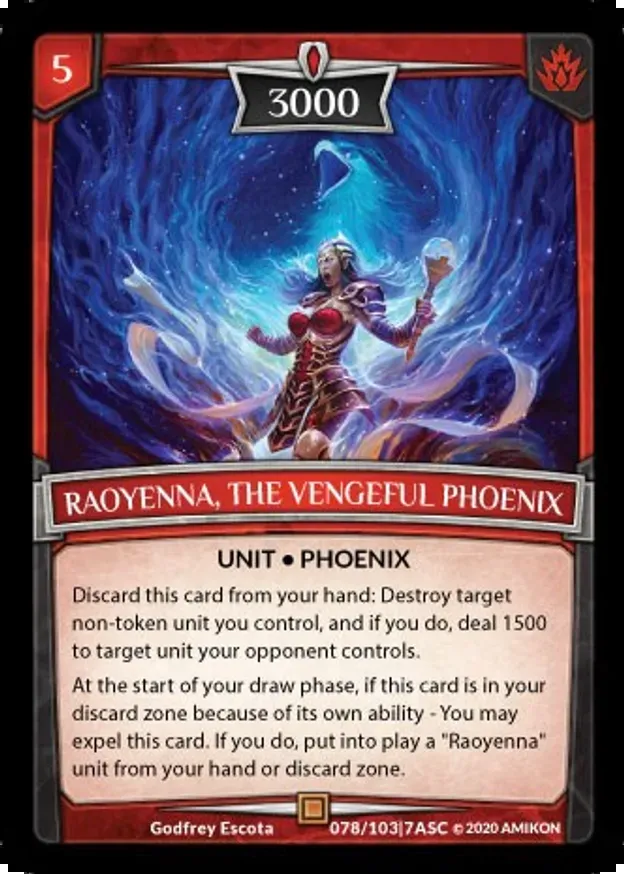 5
3000
RAOYENNA, THE VENGEFUL PHOENIX
UNIT • PHOENIX
Discard this card from your hand: Destroy target
non-token unit you control, and if you do, deal 1500
to target unit your opponent controls.
At the start of your draw phase, if this card is in your
discard zone because of its own ability - You may
expel this card. If you do, put into play a "Raoyenna"
unit from your hand or discard zone.
Godfrey Escota 078/103|7ASC © 2020 AMIKON